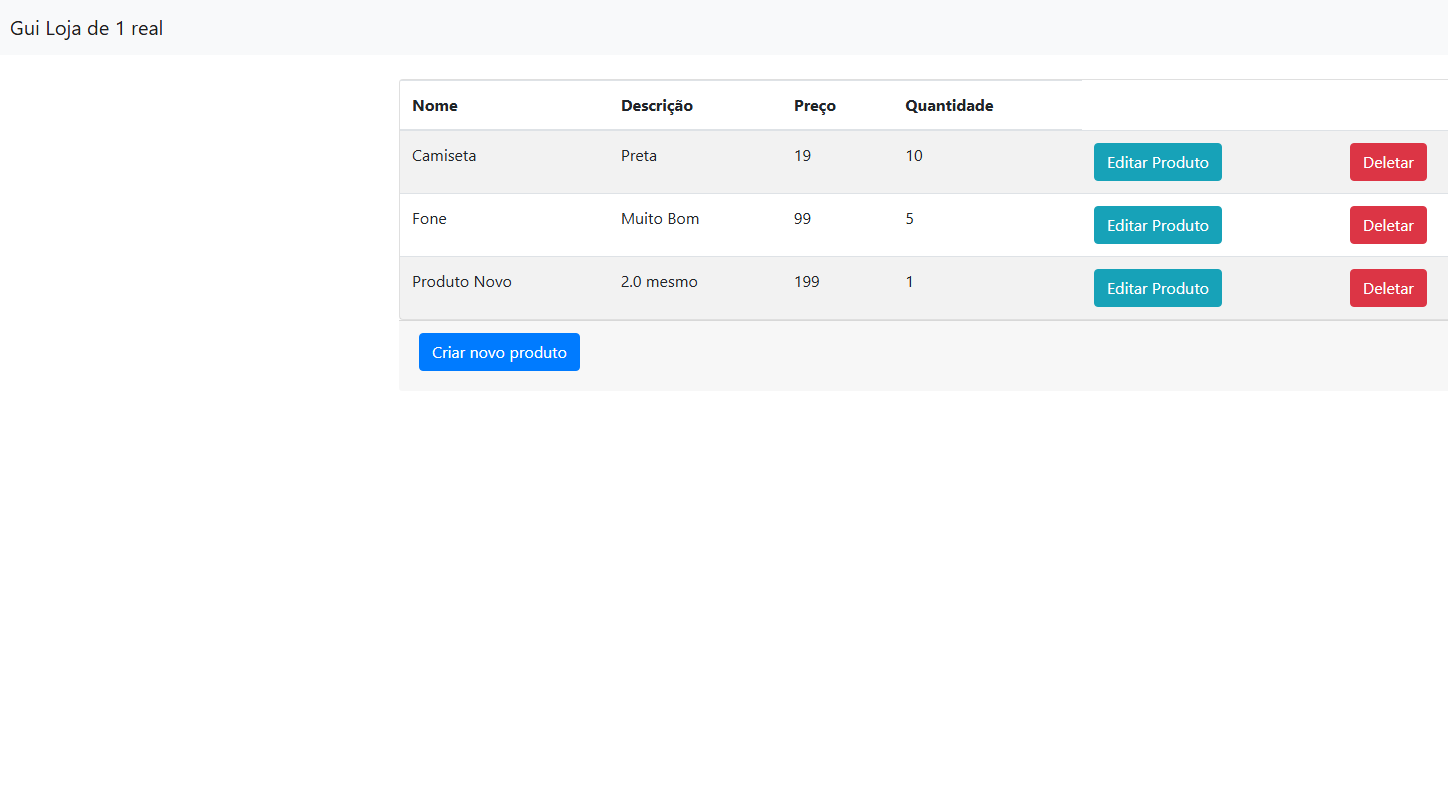 Gui Loja de 1 real
Nome Descrição Preço Quantidade
Camiseta Preta 19 10 Editar Produto Deletar
Fone Muito Bom 99 5 Editar Produto Deletar
Produto Novo 2.0 mesmo 199 1 Editar Produto Deletar
Criar novo produto